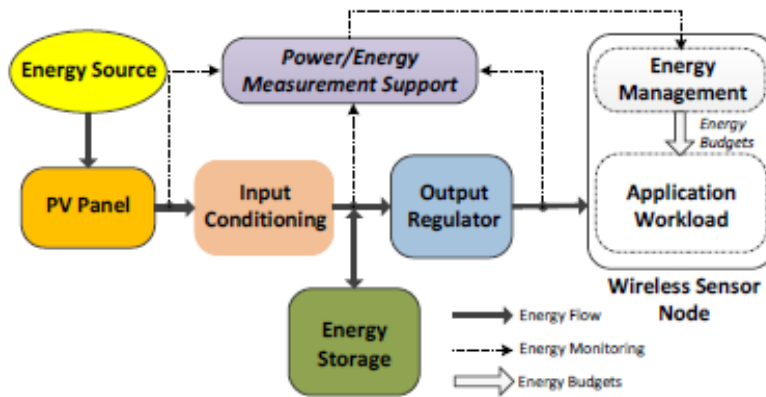 Energy Source
Power/Energy
Measurement Support
Energy
Management
Energy
Budgets
PV Panel
Input
Conditioning
Output
Regulator
Application
Workload
Wireless Sensor
Node
Energy
Storage
Energy Flow
Energy Monitoring
Energy Budgets